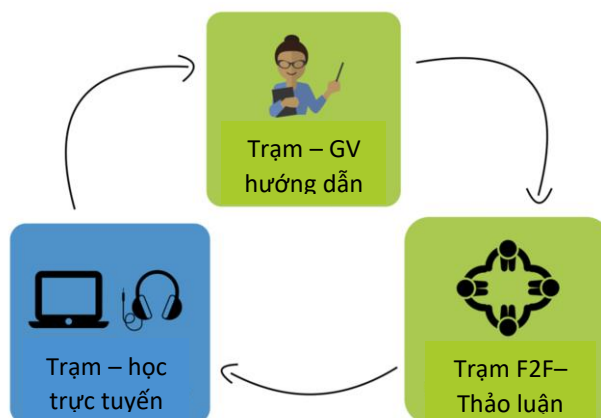 Trạm – GV
hướng dẫn
Trạm – học
trực tuyến
Trạm F2F–
Thảo luận